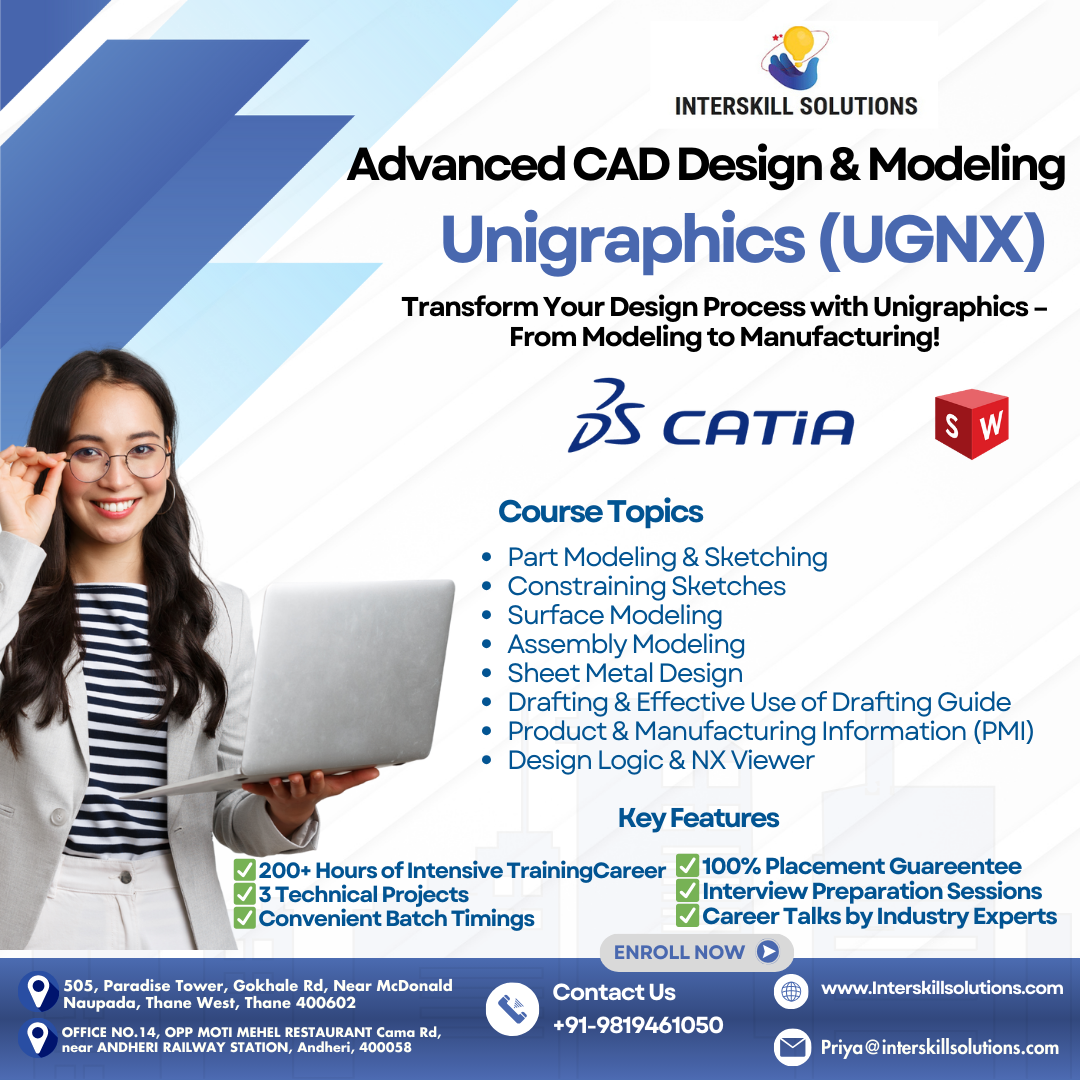 INTERSKILL SOLUTIONS
Advanced CAD Design & Modeling
Unigraphics (UGNX)
Transform Your Design Process with Unigraphics –
From Modeling to Manufacturing!
3DS CATIA
S W
Course Topics
• Part Modeling & Sketching
• Constraining Sketches
• Surface Modeling
• Assembly Modeling
• Sheet Metal Design
• Drafting & Effective Use of Drafting Guide
• Product & Manufacturing Information (PMI)
• Design Logic & NX Viewer
Key Features
✅200+ Hours of Intensive TrainingCareer
✅3 Technical Projects
✅Convenient Batch Timings
✅100% Placement Guareentee
✅Interview Preparation Sessions
✅Career Talks by Industry Experts
ENROLL NOW
505, Paradise Tower, Gokhale Rd, Near McDonald
Naupada, Thane West, Thane 400602
OFFICE NO.14, OPP MOTI MEHEL RESTAURANT Cama Rd,
near ANDHERI RAILWAY STATION, Andheri, 400058
Contact Us
+91-9819461050
www.Interskillsolutions.com
Priya@interskillsolutions.com